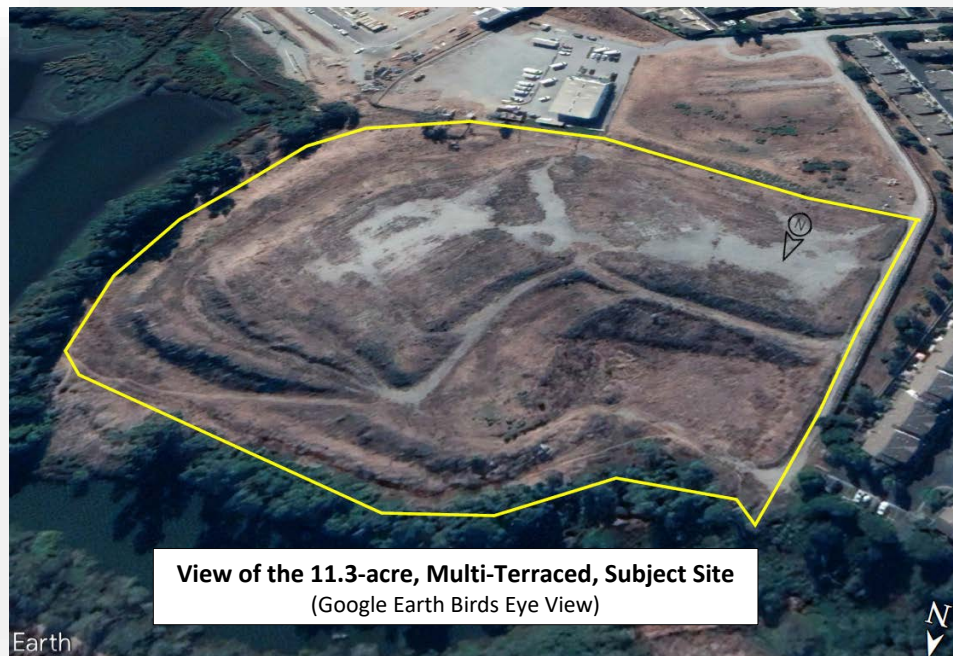 N
View of the 11.3-acre, Multi-Terraced, Subject Site
(Google Earth Birds Eye View)
N
Earth